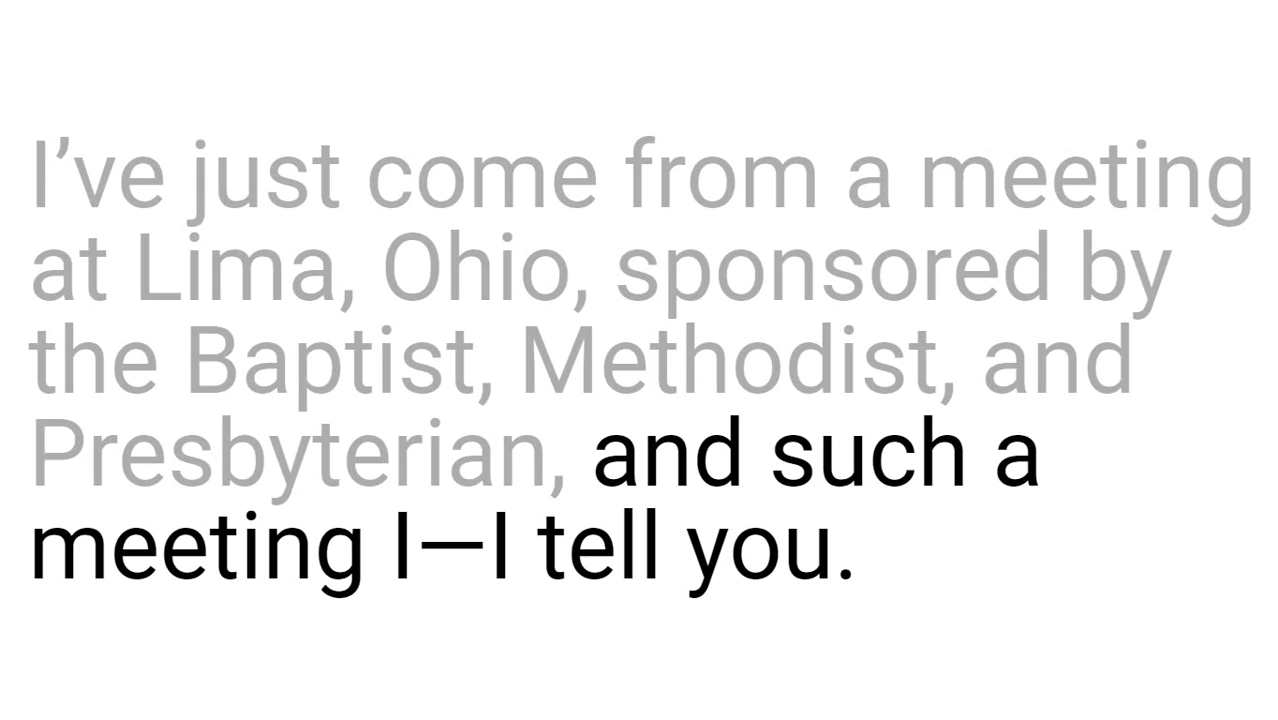 I’ve just come from a meeting
at Lima, Ohio, sponsored by
the Baptist, Methodist, and
Presbyterian, and such a
meeting I—I tell you.